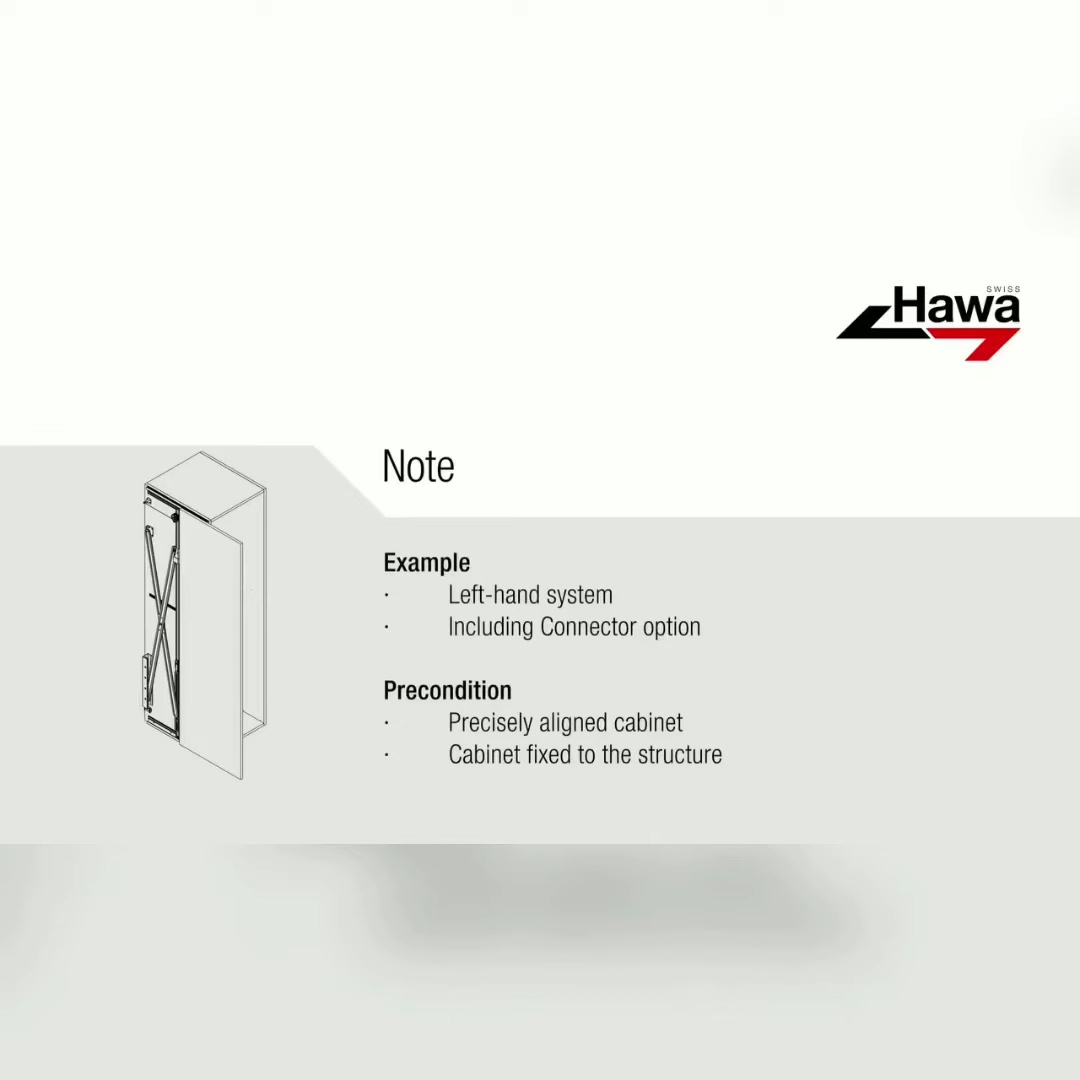 SWISS
Hawa
Note
Example
· Left-hand system
· Including Connector option
Precondition
· Precisely aligned cabinet
· Cabinet fixed to the structure